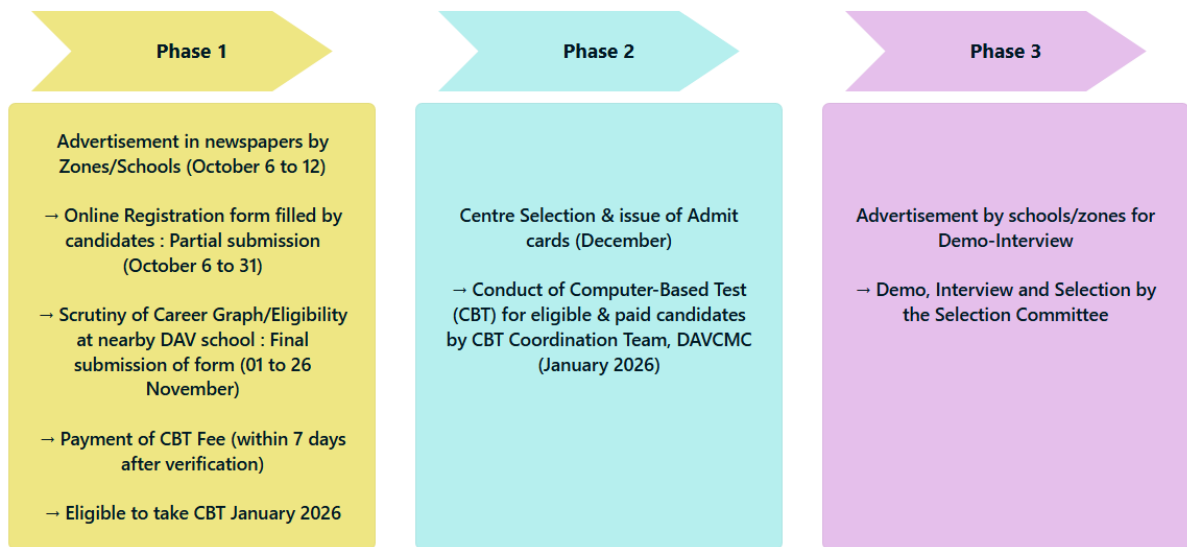 Phase 1
Advertisement in newspapers by
Zones/Schools (October 6 to 12)
→ Online Registration form filled by
candidates : Partial submission
(October 6 to 31)
→ Scrutiny of Career Graph/Eligibility
at nearby DAV school : Final
submission of form (01 to 26
November)
→ Payment of CBT Fee (within 7 days
after verification)
→ Eligible to take CBT January 2026
Phase 2
Centre Selection & issue of Admit
cards (December)
→ Conduct of Computer-Based Test
(CBT) for eligible & paid candidates
by CBT Coordination Team, DAVCMC
(January 2026)
Phase 3
Advertisement by schools/zones for
Demo-Interview
→ Demo, Interview and Selection by
the Selection Committee